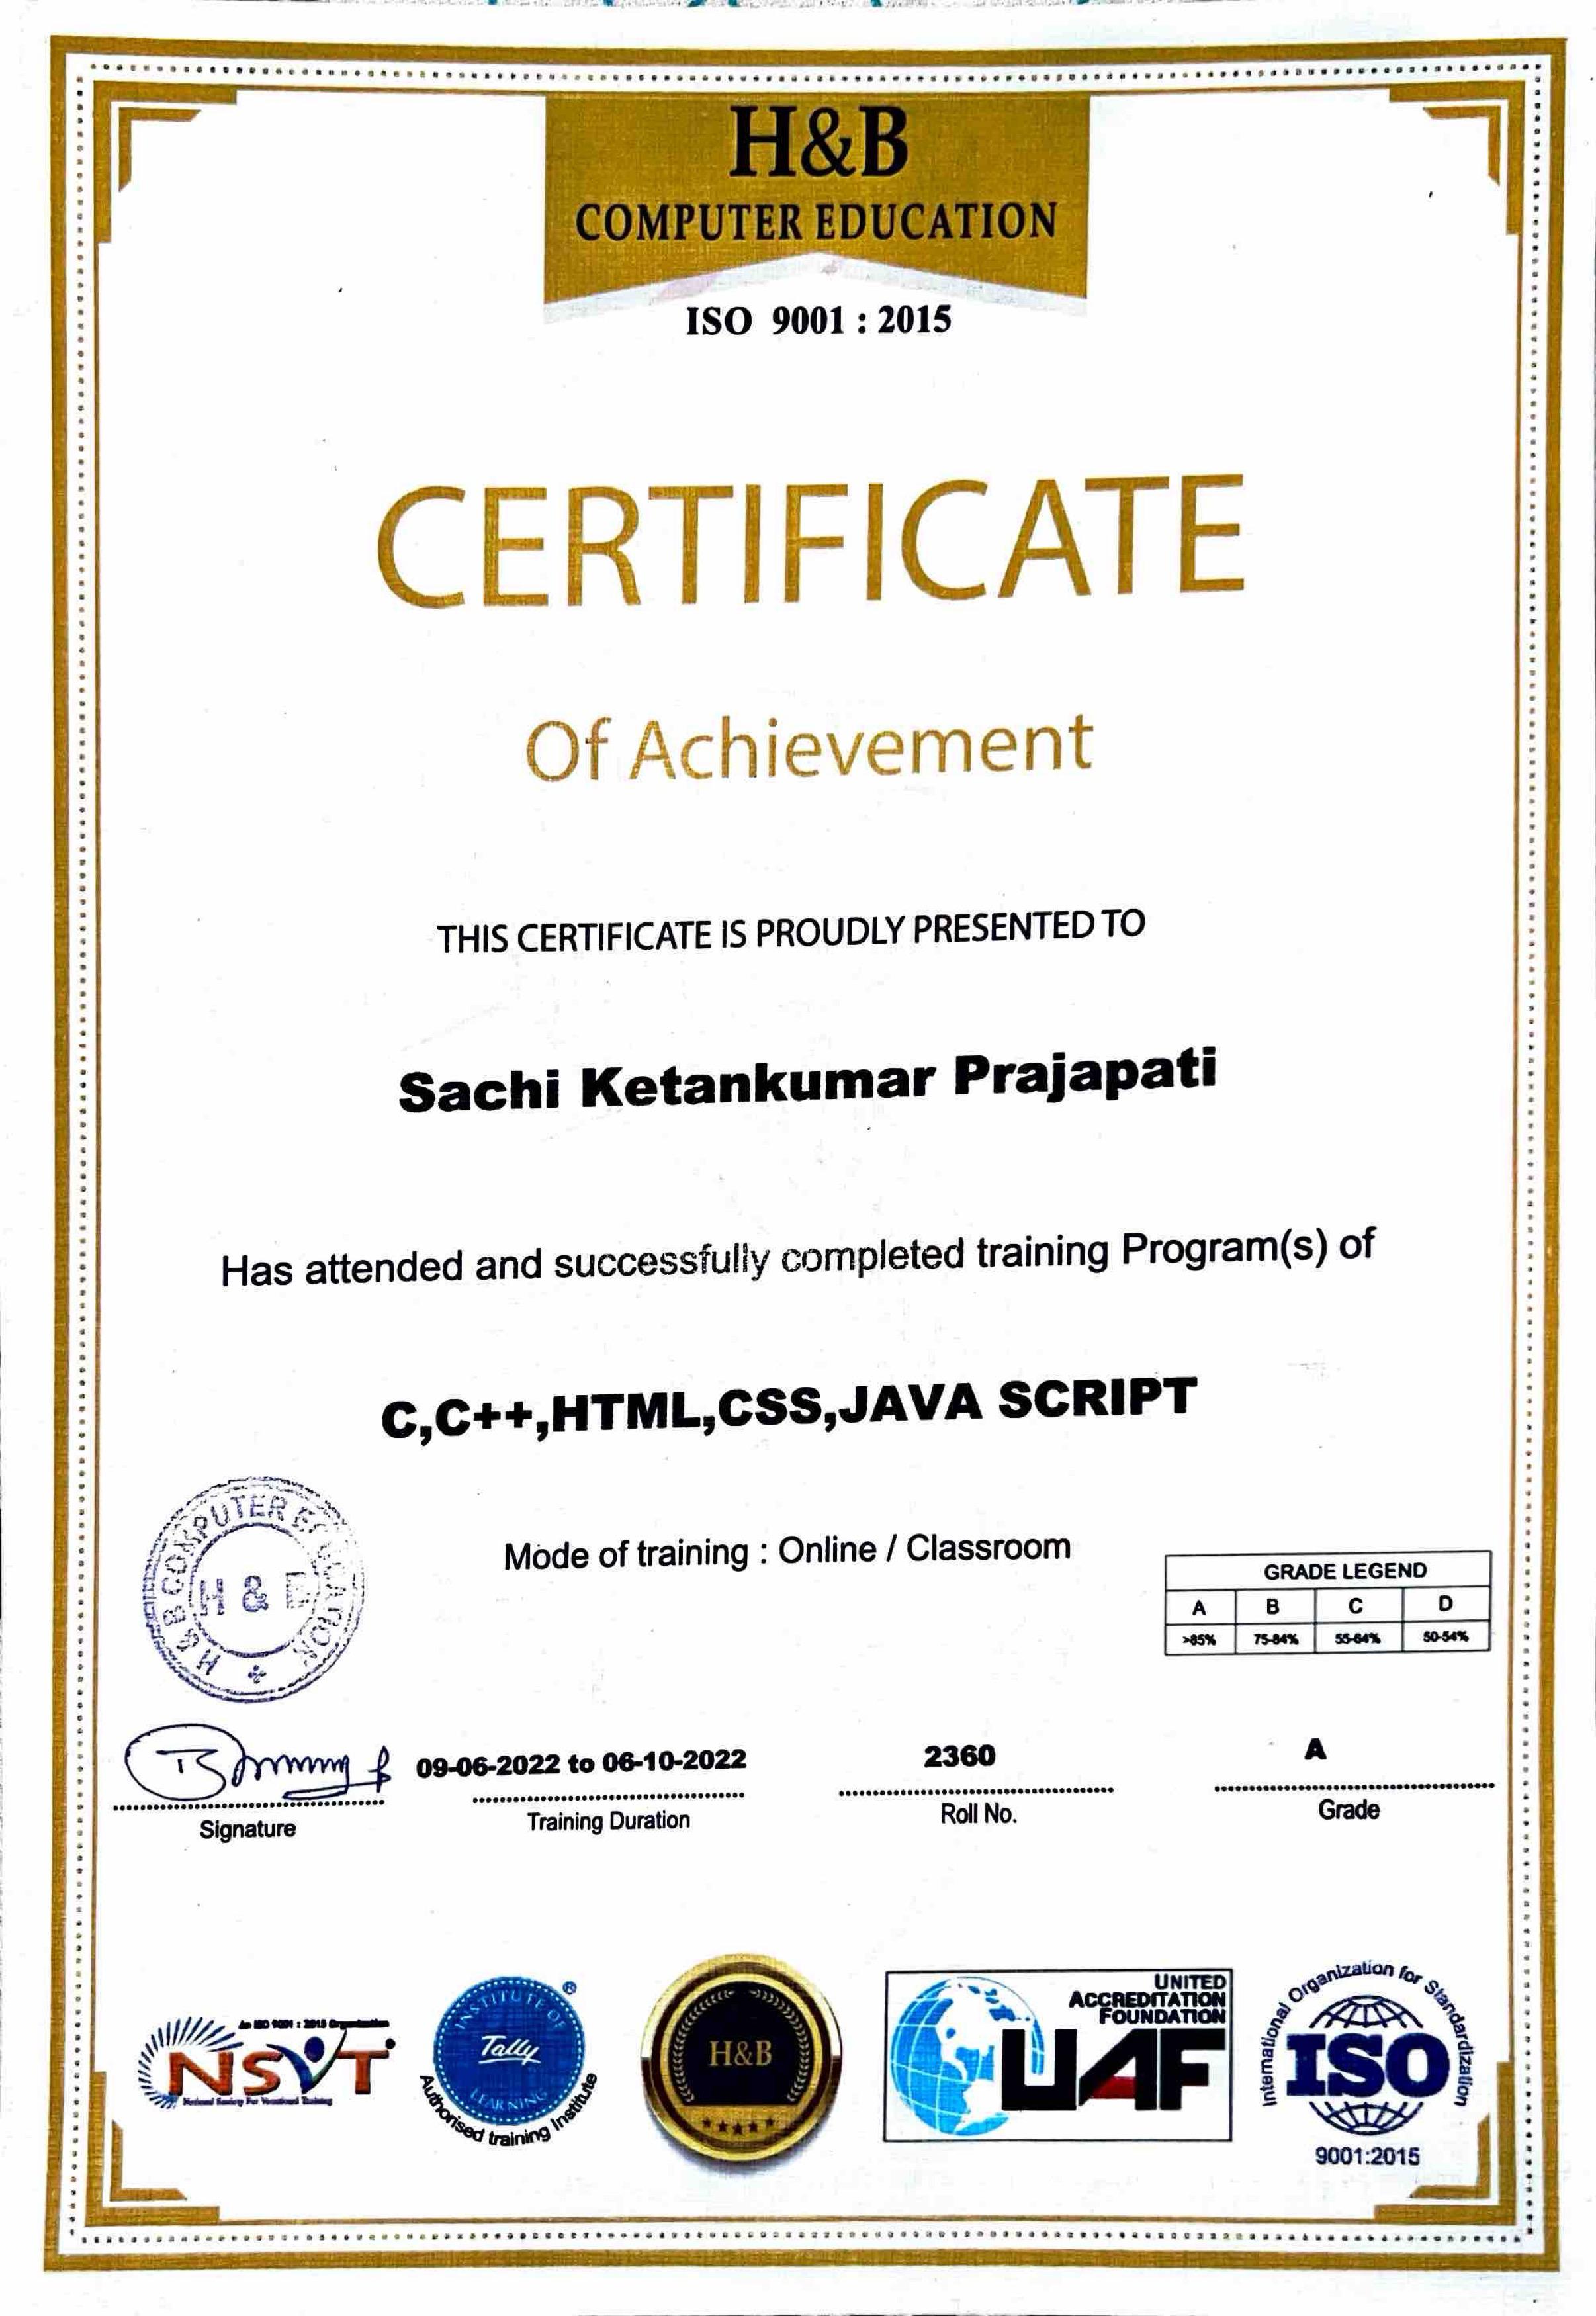 H&B
COMPUTER EDUCATION
ISO 9001 : 2015
CERTIFICATE
Of Achievement
THIS CERTIFICATE IS PROUDLY PRESENTED TO
Sachi Ketankumar Prajapati
Has attended and successfully completed training Program(s) of
C,C++,HTML,CSS,JAVA SCRIPT
H & B COMPUTER EDUCATION
H & B
Mode of training : Online / Classroom
GRADE LEGEND
A B C D
>85% 75-84% 55-64% 50-54%
09-06-2022 to 06-10-2022 2360 A
Signature Training Duration Roll No. Grade
An ISO 9001 : 2015 Organization
NSVT
National Society For Vocational Training
INSTITUTE OF
Tally
LEARNING
®
Authorised training Institute
H&B
UNITED
ACCREDITATION
FOUNDATION
UAF
International Organization for Standardization
ISO
9001:2015